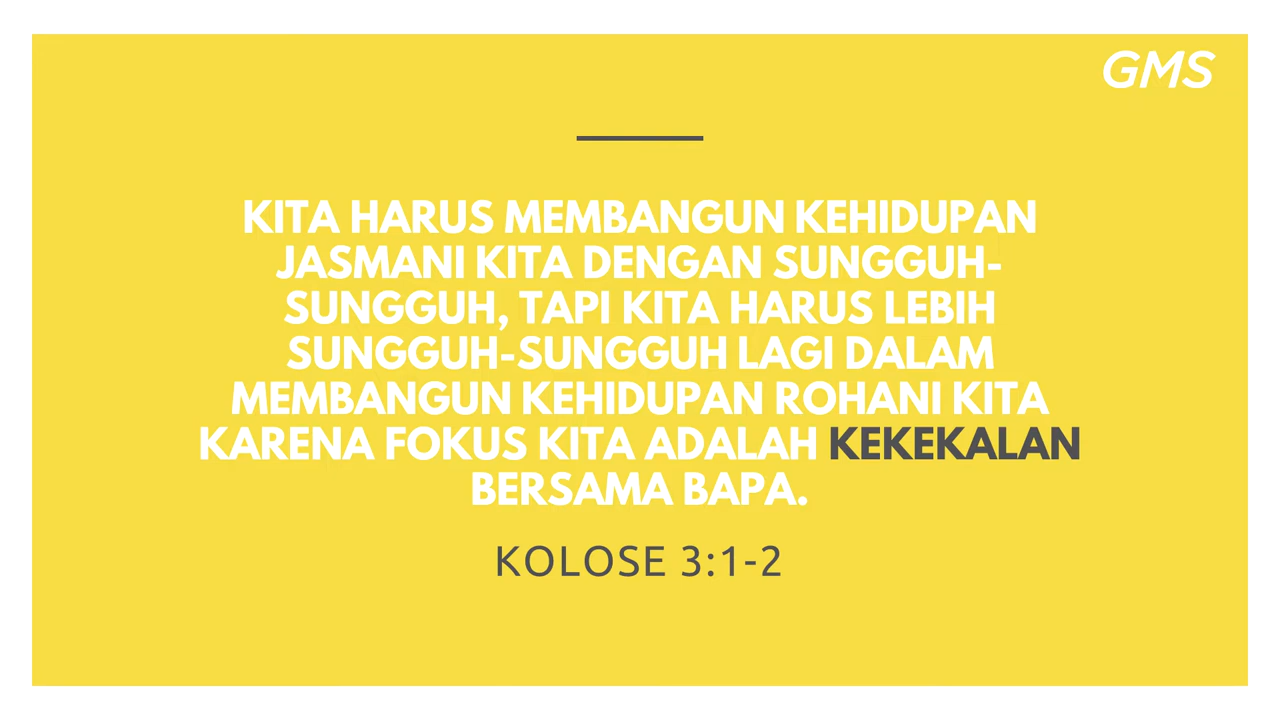 GMS
KITA HARUS MEMBANGUN KEHIDUPAN
JASMANI KITA DENGAN SUNGGUH-
SUNGGUH, TAPI KITA HARUS LEBIH
SUNGGUH-SUNGGUH LAGI DALAM
MEMBANGUN KEHIDUPAN ROHANI KITA
KARENA FOKUS KITA ADALAH KEKEKALAN
BERSAMA BAPA.
KOLOSE 3:1-2